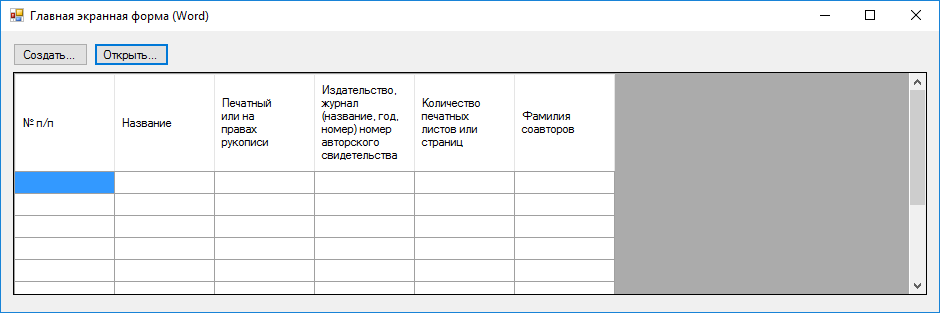 Главная экранная форма (Word)
Создать...
Открыть...
№ п/п
Название
Печатный
или на
правах
рукописи
Издательство,
журнал
(название, год,
номер) номер
авторского
свидетельства
Количество
печатных
листов или
страниц
Фамилия
соавторов